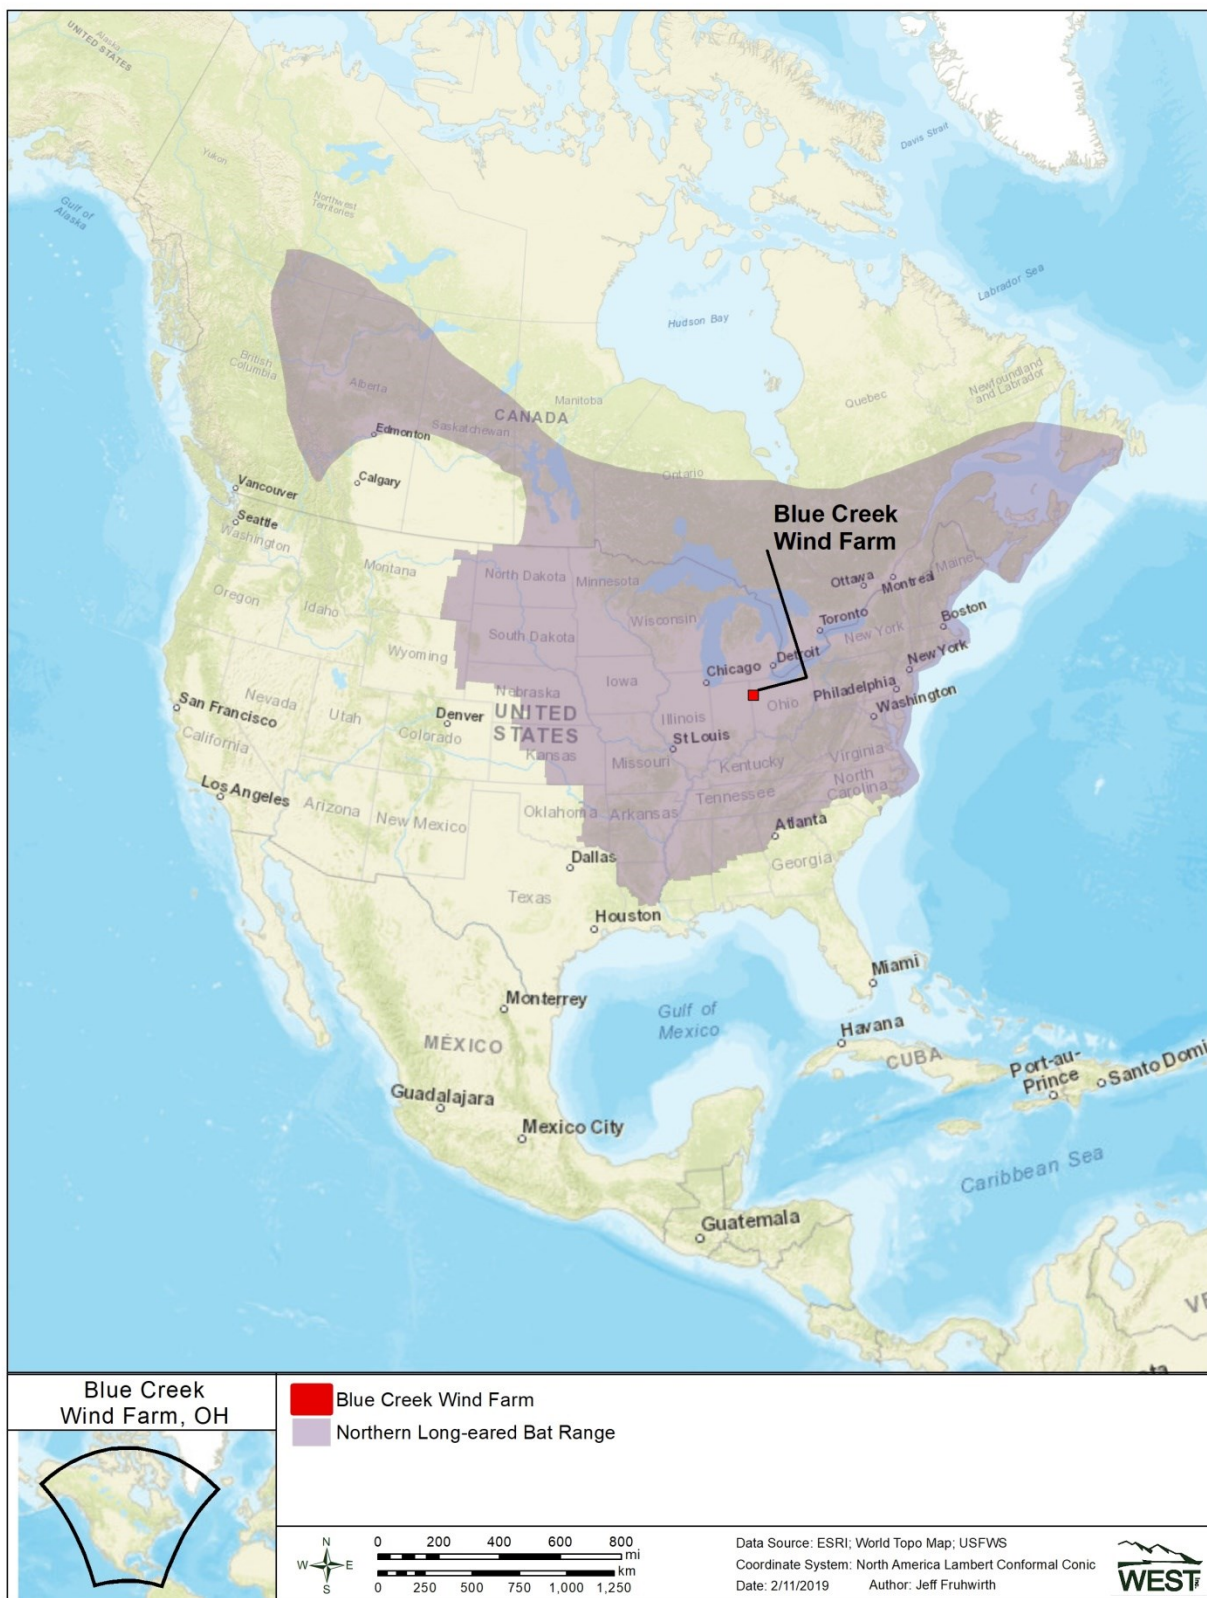 Alaska
UNITED STATES
Yukon
Northwest
Territories
Gulf of
Alaska
Davis Strait
Labrador Sea
Hudson Bay
British
Columbia
Alberta
Saskatchewan
Manitoba
CANADA
Ontario
Quebec
Newfoundland
and Labrador
Edmonton
Calgary
Vancouver
Seattle
Washington
Blue Creek
Wind Farm
Montana
North Dakota
Minnesota
Ottawa
Montreal
Maine
Oregon
Idaho
South Dakota
Wisconsin
Toronto
New York
Boston
Wyoming
Chicago
Detroit
New York
Nebraska
Iowa
Philadelphia
Nevada
Utah
Denver
Colorado
UNITED
STATES
Illinois
Ohio
Washington
San Francisco
California
Kansas
St Louis
Missouri
Kentucky
Virginia
Los Angeles
Arizona
New Mexico
Oklahoma
Arkansas
Tennessee
North
Carolina
Atlanta
Georgia
Dallas
Texas
Houston
Miami
Monterrey
Gulf of
Mexico
Havana
MÉXICO
CUBA
Port-au-
Prince
Santo Domi
Guadalajara
Mexico City
Caribbean Sea
Guatemala
VE
Blue Creek
Wind Farm, OH
Blue Creek Wind Farm
Northern Long-eared Bat Range
N
W E
S
0 200 400 600 800
mi
km
0 250 500 750 1,000 1,250
Data Source: ESRI; World Topo Map; USFWS
Coordinate System: North America Lambert Conformal Conic
Date: 2/11/2019 Author: Jeff Fruhwirth
WEST Inc